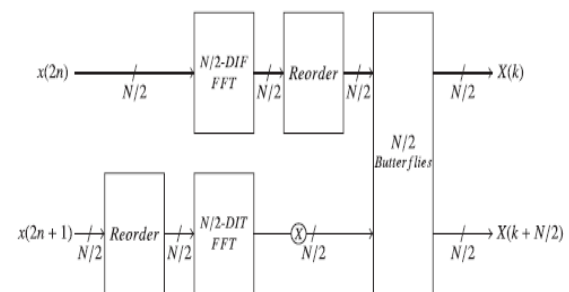 x(2n)
N/2
N/2-DIF
FFT
N/2
Reorder
N/2
N/2
Butterflies
N/2
X(k)
x(2n + 1)
N/2
Reorder
N/2
N/2-DIT
FFT
X
N/2
N/2
X(k + N/2)